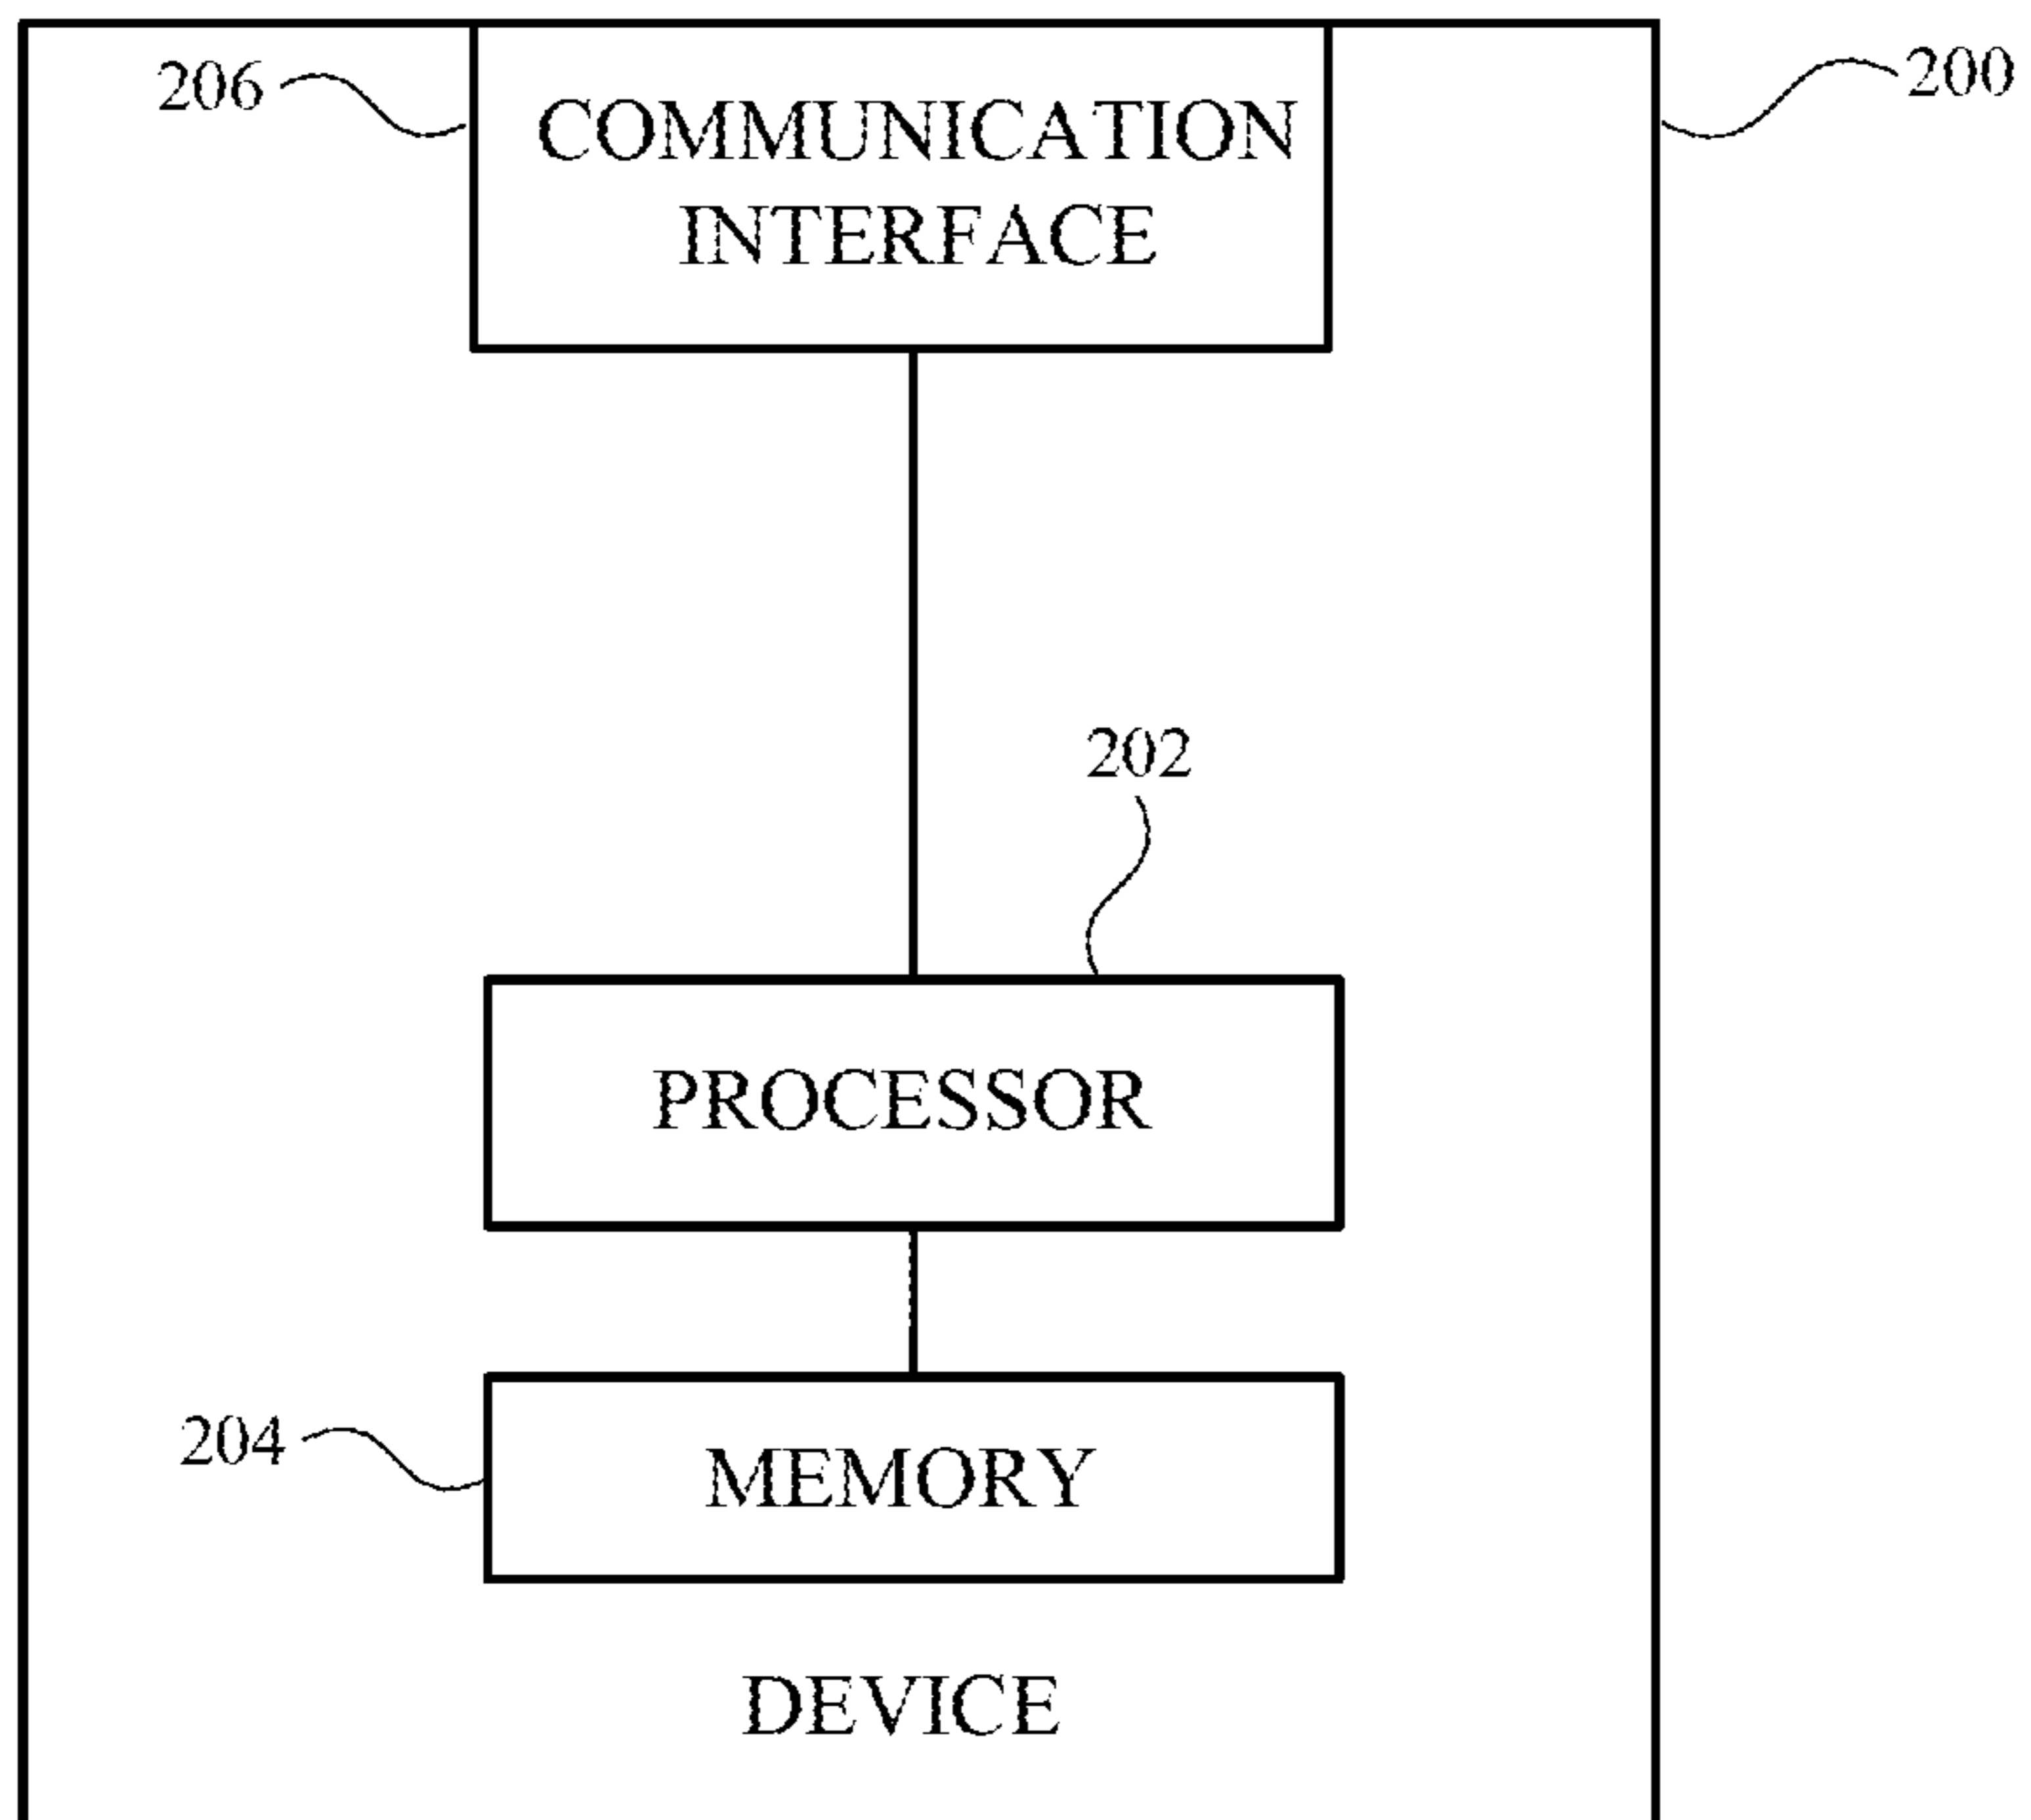 206
200
COMMUNICATION
INTERFACE
202
PROCESSOR
204
MEMORY
DEVICE